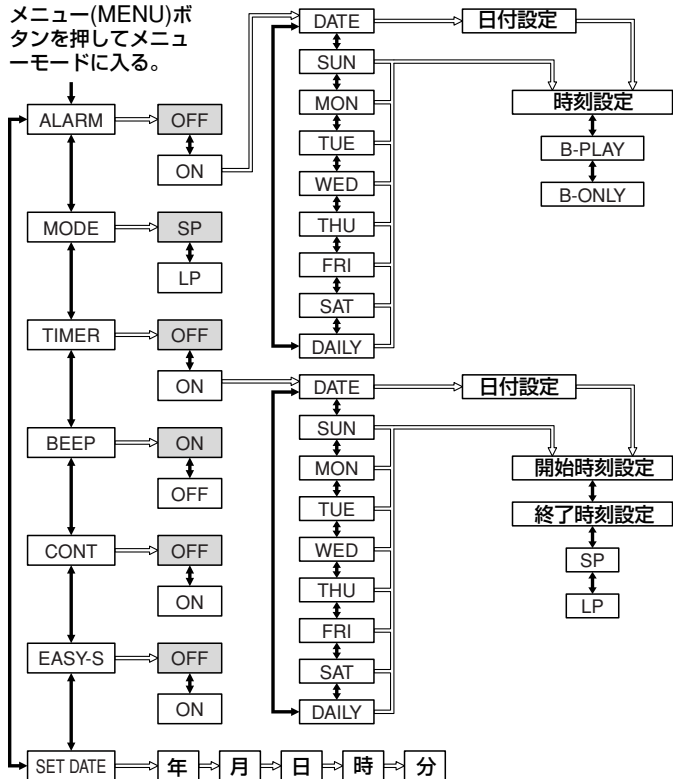 メニュー(MENU)ボ
タンを押してメニュ
ーモードに入る。
ALARM
OFF
ON
DATE
日付設定
SUN
MON
TUE
WED
THU
FRI
SAT
DAILY
時刻設定
B-PLAY
B-ONLY
MODE
SP
LP
TIMER
OFF
ON
DATE
日付設定
SUN
MON
TUE
WED
THU
FRI
SAT
DAILY
開始時刻設定
終了時刻設定
SP
LP
BEEP
ON
OFF
CONT
OFF
ON
EASY-S
OFF
ON
SET DATE 年 月 日 時 分